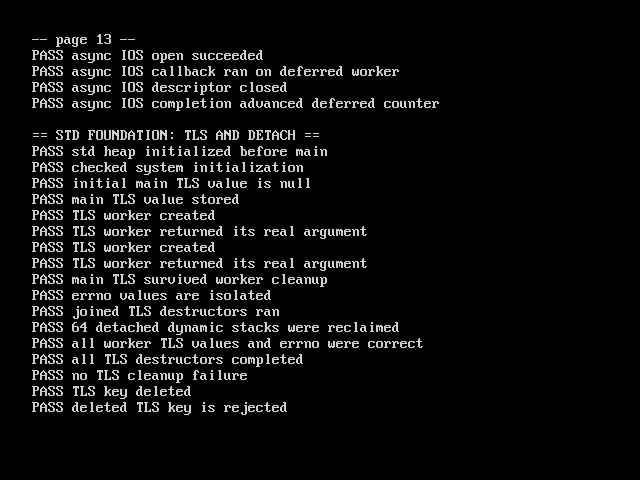 -- page 13 --
PASS async IOS open succeeded
PASS async IOS callback ran on deferred worker
PASS async IOS descriptor closed
PASS async IOS completion advanced deferred counter
== STD FOUNDATION: TLS AND DETACH ==
PASS std heap initialized before main
PASS checked system initialization
PASS initial main TLS value is null
PASS main TLS value stored
PASS TLS worker created
PASS TLS worker returned its real argument
PASS TLS worker created
PASS TLS worker returned its real argument
PASS main TLS survived worker cleanup
PASS errno values are isolated
PASS joined TLS destructors ran
PASS 64 detached dynamic stacks were reclaimed
PASS all worker TLS values and errno were correct
PASS all TLS destructors completed
PASS no TLS cleanup failure
PASS TLS key deleted
PASS deleted TLS key is rejected